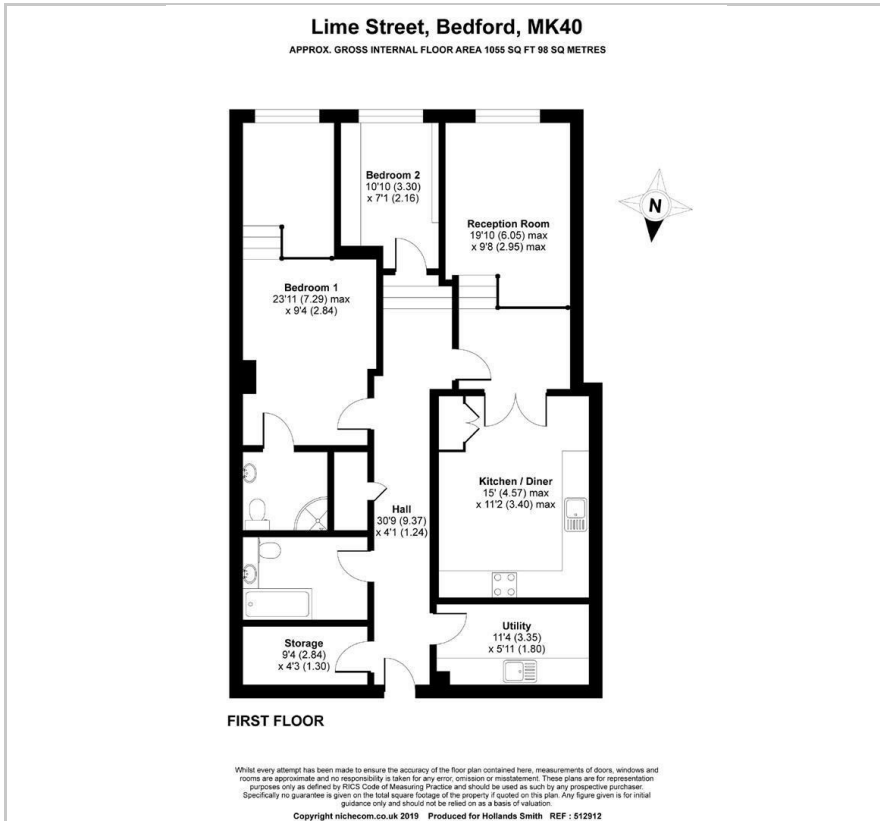 Lime Street, Bedford, MK40
APPROX. GROSS INTERNAL FLOOR AREA 1055 SQ FT 98 SQ METRES
Bedroom 2
10'10 (3.30)
x 7'1 (2.16)
Reception Room
19'10 (6.05) max
x 9'8 (2.95) max
N
Bedroom 1
23'11 (7.29) max
x 9'4 (2.84)
Kitchen / Diner
15' (4.57) max
x 11'2 (3.40) max
Hall
30'9 (9.37)
x 4'1 (1.24)
Utility
11'4 (3.35)
x 5'11 (1.80)
Storage
9'4 (2.84)
x 4'3 (1.30)
FIRST FLOOR
Whilst every attempt has been made to ensure the accuracy of the floor plan contained here, measurements of doors, windows and
rooms are approximate and no responsibility is taken for any error, omission or misstatement. These plans are for representation
purposes only as defined by RICS Code of Measuring Practice and should be used as such by any prospective purchaser.
Specifically no guarantee is given on the total square footage of the property if quoted on this plan. Any figure given is for initial
guidance only and should not be relied on as a basis of valuation.
Copyright nichecom.co.uk 2019 Produced for Hollands Smith REF : 512912